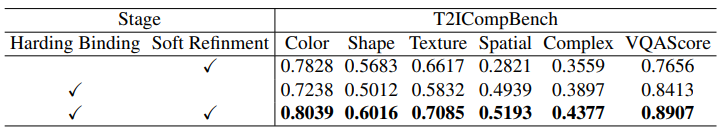 Stage T2ICompBench
Harding Binding Soft Refinment Color Shape Texture Spatial Complex VQAScore
✓ 0.7828 0.5683 0.6617 0.2821 0.3559 0.7656
✓ 0.7238 0.5012 0.5832 0.4939 0.3897 0.8413
✓ ✓ 0.8039 0.6016 0.7085 0.5193 0.4377 0.8907